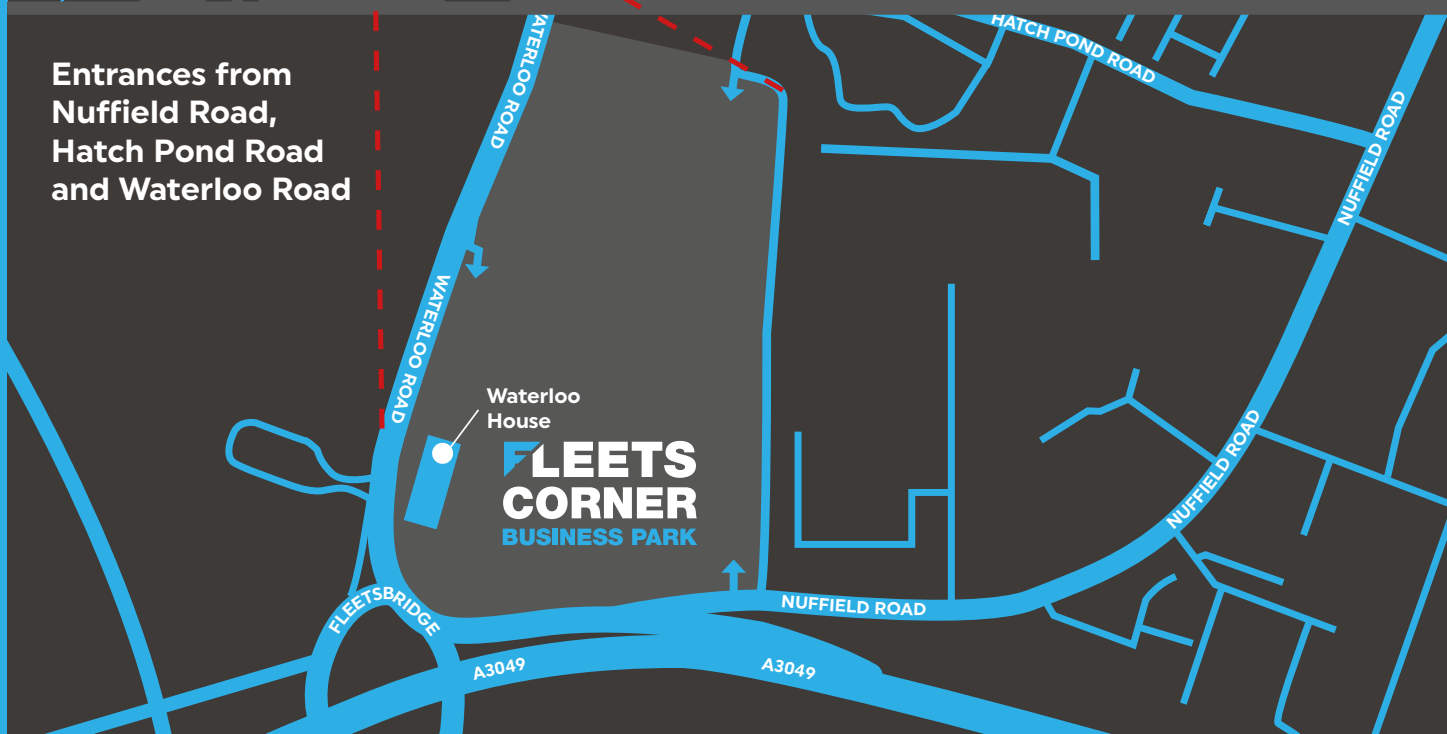 Entrances from
Nuffield Road,
Hatch Pond Road
and Waterloo Road
WATERLOO ROAD
HATCH POND ROAD
NUFFIELD ROAD
WATERLOO ROAD
Waterloo
House
FLEETS
CORNER
BUSINESS PARK
NUFFIELD ROAD
FLEETSBRIDGE
NUFFIELD ROAD
A3049
A3049